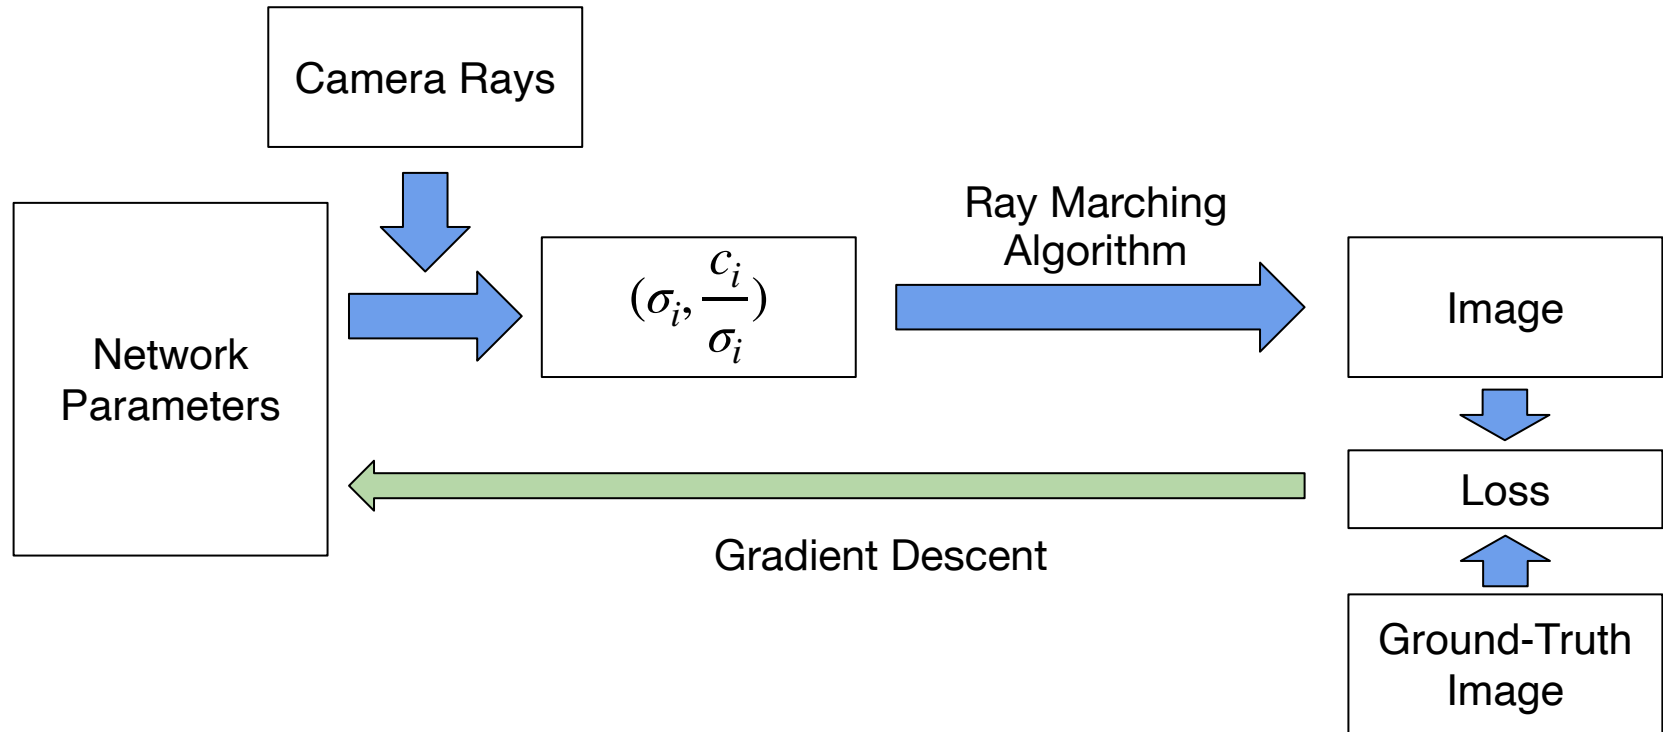 Camera Rays
Network
Parameters
(σᵢ, cᵢ/σᵢ)
Ray Marching
Algorithm
Image
Loss
Gradient Descent
Ground-Truth
Image